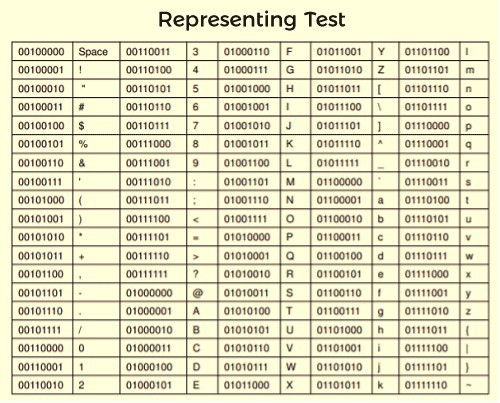 Representing Test
00100000 Space 00110011 3 01000110 F 01011001 Y 01101100 l
00100001 ! 00110100 4 01000111 G 01011010 Z 01101101 m
00100010 " 00110101 5 01001000 H 01011011 [ 01101110 n
00100011 # 00110110 6 01001001 I 01011100 \ 01101111 o
00100100 $ 00110111 7 01001010 J 01011101 ] 01110000 p
00100101 % 00111000 8 01001011 K 01011110 ^ 01110001 q
00100110 & 00111001 9 01001100 L 01011111 _ 01110010 r
00100111 ' 00111010 : 01001101 M 01100000 ` 01110011 s
00101000 ( 00111011 ; 01001110 N 01100001 a 01110100 t
00101001 ) 00111100 < 01001111 O 01100010 b 01110101 u
00101010 * 00111101 = 01010000 P 01100011 c 01110110 v
00101011 + 00111110 > 01010001 Q 01100100 d 01110111 w
00101100 , 00111111 ? 01010010 R 01100101 e 01111000 x
00101101 - 01000000 @ 01010011 S 01100110 f 01111001 y
00101110 . 01000001 A 01010100 T 01100111 g 01111010 z
00101111 / 01000010 B 01010101 U 01101000 h 01111011 {
00110000 0 01000011 C 01010110 V 01101001 i 01111100 |
00110001 1 01000100 D 01010111 W 01101010 j 01111101 }
00110010 2 01000101 E 01011000 X 01101011 k 01111110 ~